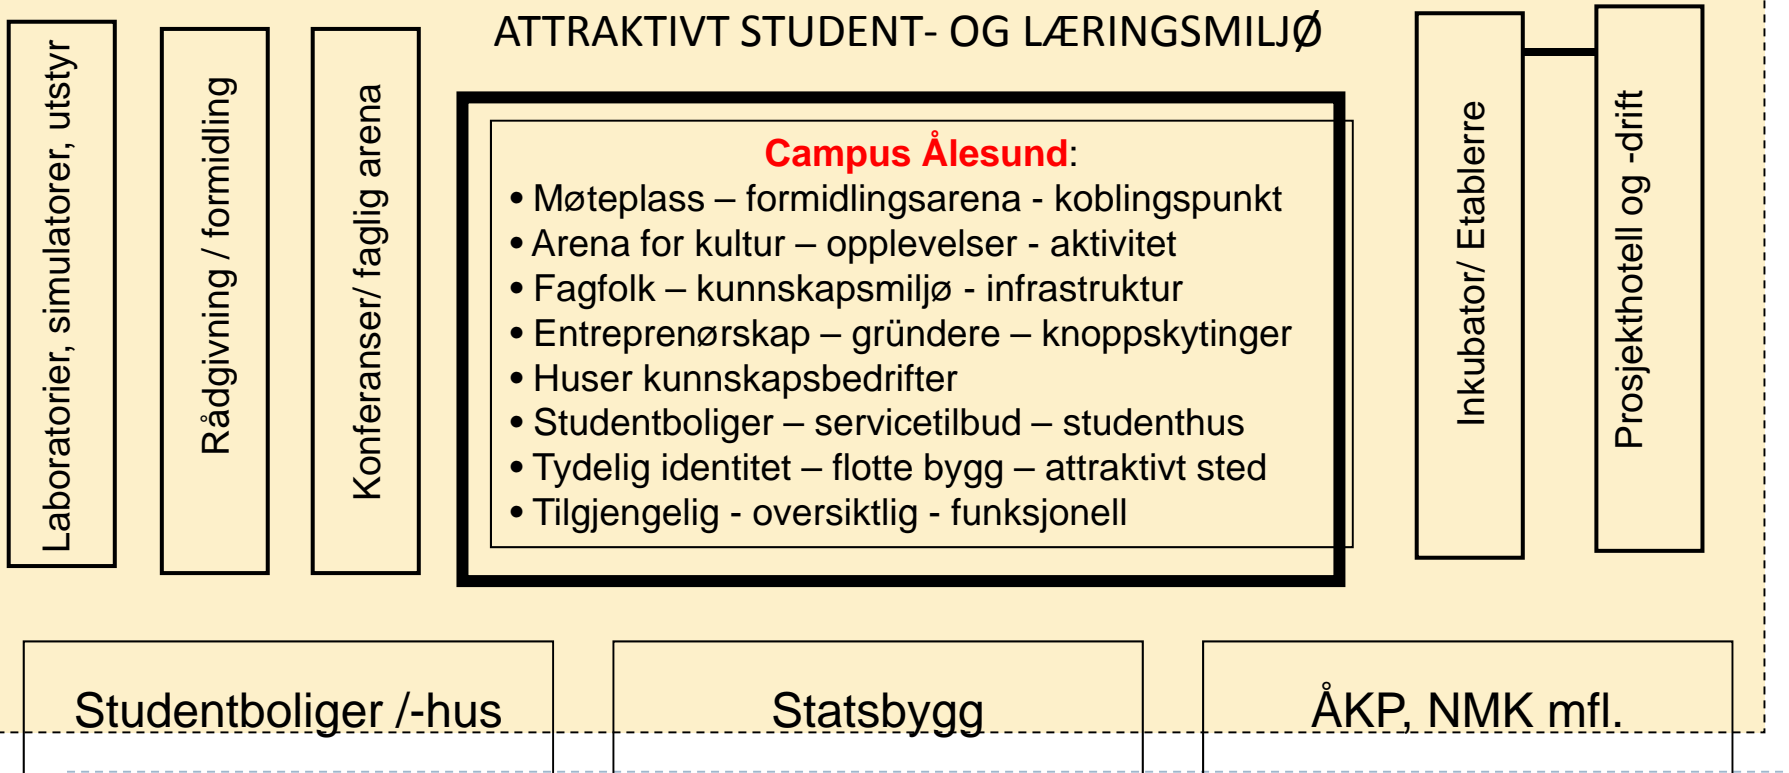 ATTRAKTIVT STUDENT- OG LÆRINGSMILJØ
Laboratorier, simulatorer, utstyr
Rådgivning / formidling
Konferanser/ faglig arena
Campus Ålesund:
• Møteplass – formidlingsarena - koblingspunkt
• Arena for kultur – opplevelser - aktivitet
• Fagfolk – kunnskapsmiljø - infrastruktur
• Entreprenørskap – gründere – knoppskytinger
• Huser kunnskapsbedrifter
• Studentboliger – servicetilbud – studenthus
• Tydelig identitet – flotte bygg – attraktivt sted
• Tilgjengelig - oversiktlig - funksjonell
Inkubator/ Etablerre
Prosjekthotell og -drift
Studentboliger /-hus
Statsbygg
ÅKP, NMK mfl.